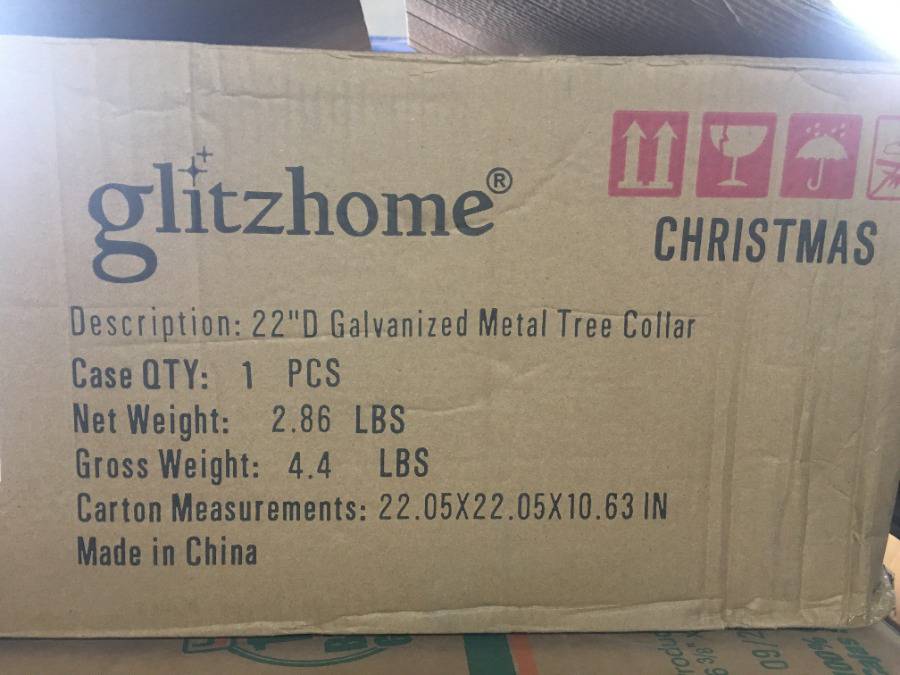 glitzhome®
CHRISTMAS
Description: 22"D Galvanized Metal Tree Collar
Case QTY: 1 PCS
Net Weight: 2.86 LBS
Gross Weight: 4.4 LBS
Carton Measurements: 22.05X22.05X10.63 IN
Made in China